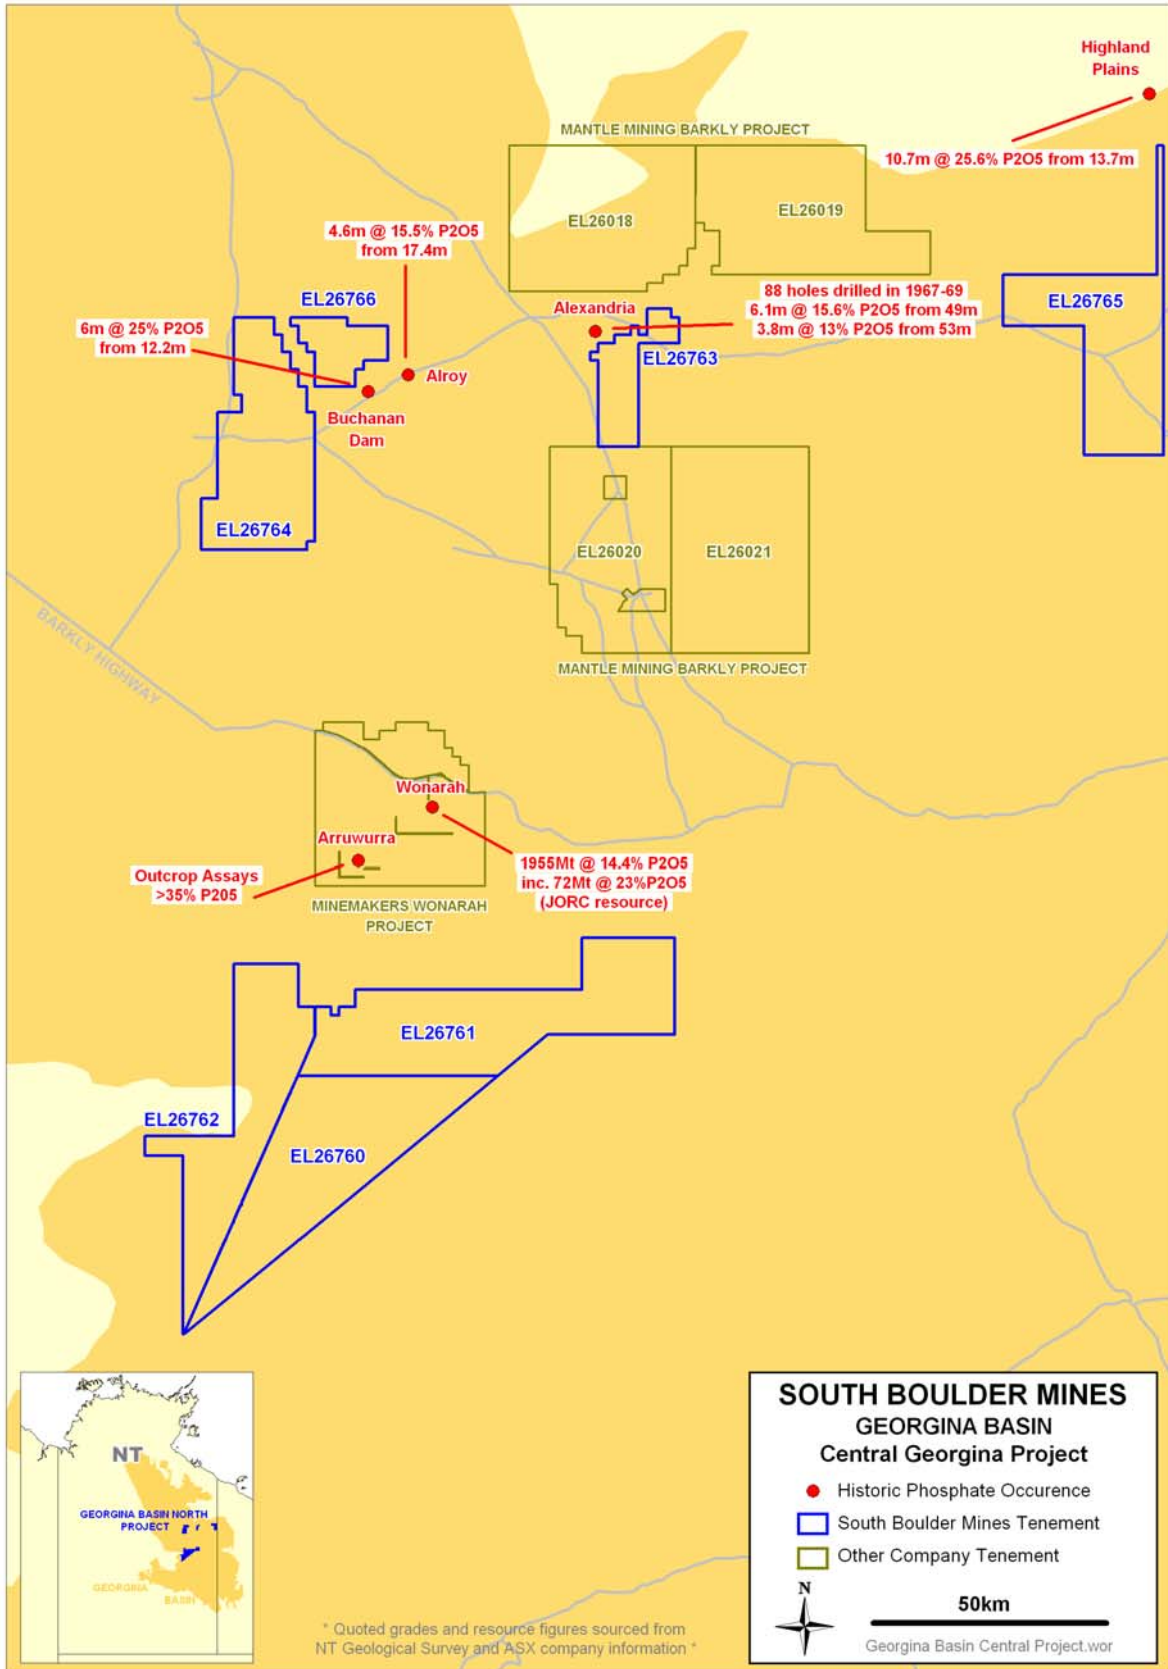 Highland
Plains
MANTLE MINING BARKLY PROJECT
10.7m @ 25.6% P2O5 from 13.7m
EL26018
EL26019
4.6m @ 15.5% P2O5
from 17.4m
EL26766
6m @ 25% P2O5
from 12.2m
Alexandria
88 holes drilled in 1967-69
6.1m @ 15.6% P2O5 from 49m
3.8m @ 13% P2O5 from 53m
EL26765
EL26763
Alroy
Buchanan
Dam
EL26764
EL26020
EL26021
BARKLY HIGHWAY
MANTLE MINING BARKLY PROJECT
Wonarah
Arruwurra
Outcrop Assays
>35% P205
1955Mt @ 14.4% P2O5
inc. 72Mt @ 23%P2O5
(JORC resource)
MINEMAKERS WONARAH
PROJECT
EL26761
EL26762
EL26760
NT
GEORGINA BASIN NORTH
PROJECT
GEORGINA
BASIN
* Quoted grades and resource figures sourced from
NT Geological Survey and ASX company information *
SOUTH BOULDER MINES
GEORGINA BASIN
Central Georgina Project
Historic Phosphate Occurence
South Boulder Mines Tenement
Other Company Tenement
N
50km
Georgina Basin Central Project.wor